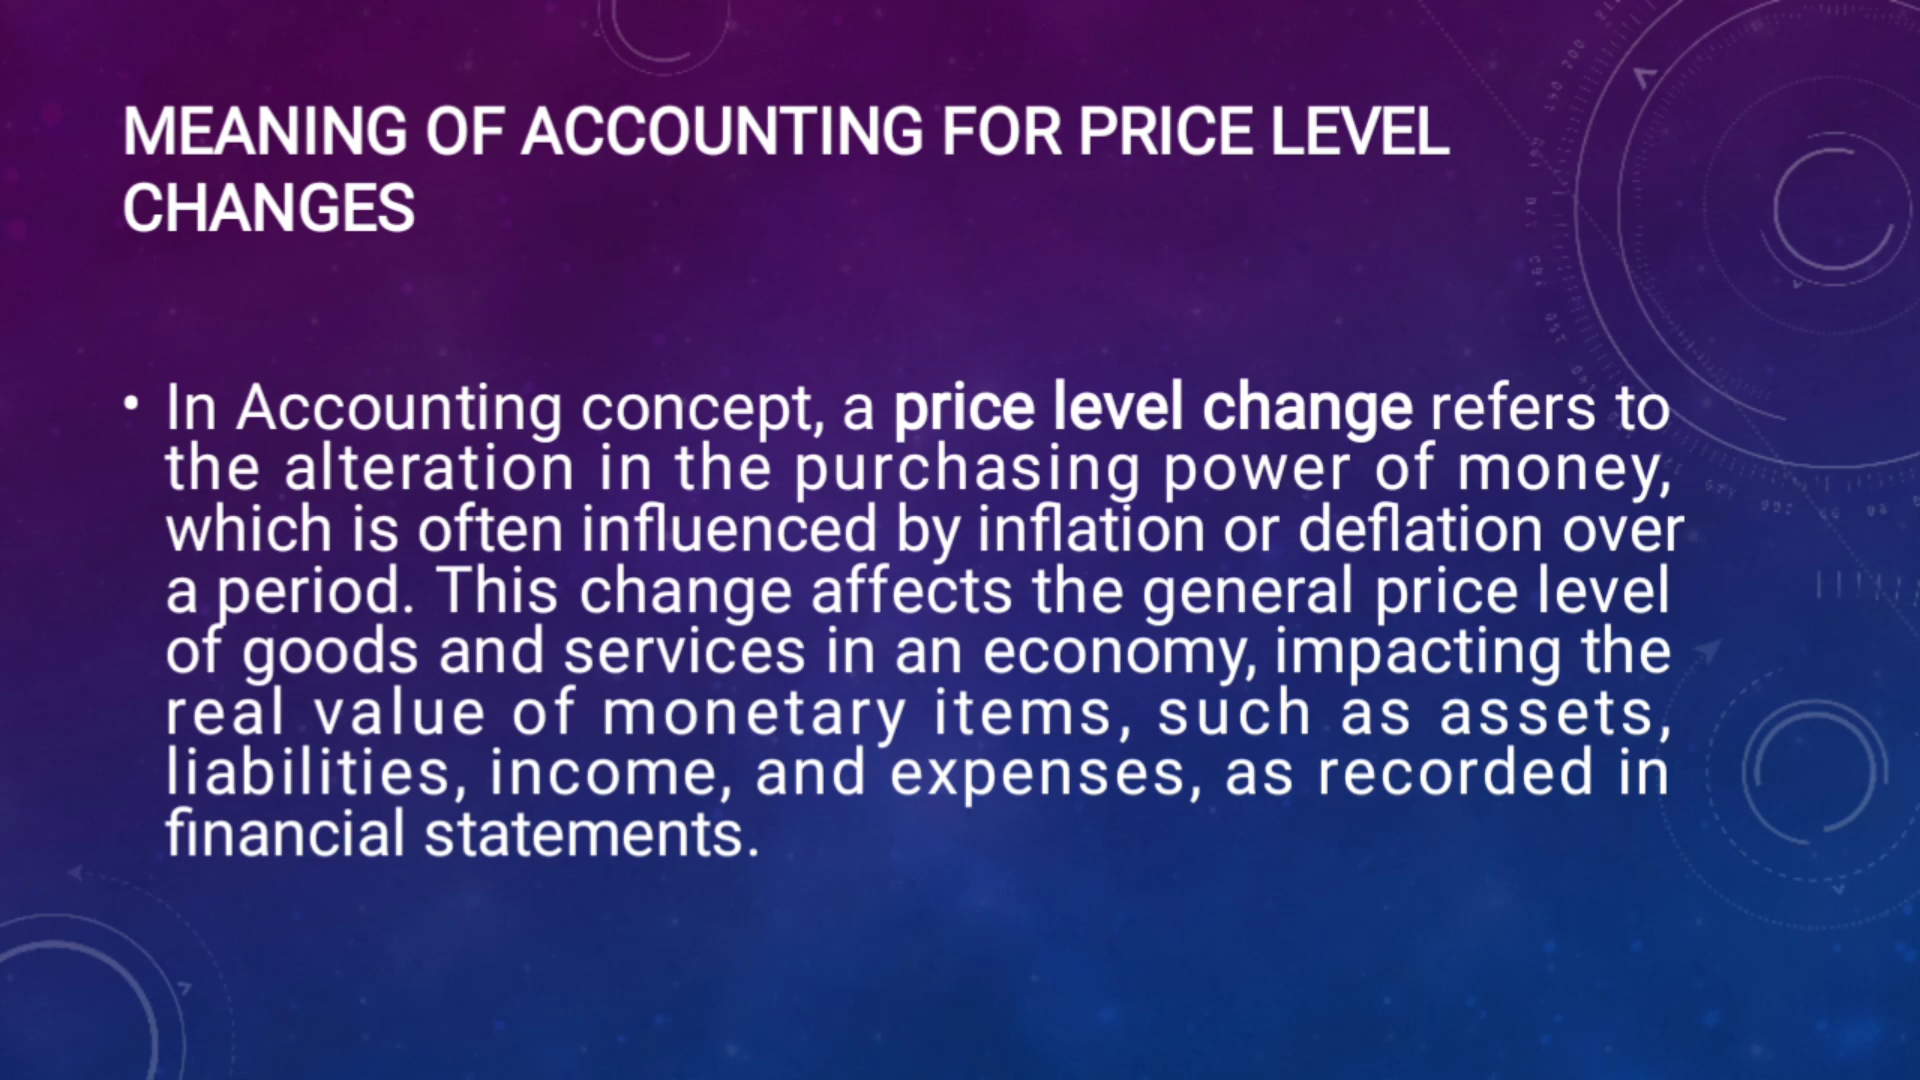 MEANING OF ACCOUNTING FOR PRICE LEVEL
CHANGES
• In Accounting concept, a price level change refers to
the alteration in the purchasing power of money,
which is often influenced by inflation or deflation over
a period. This change affects the general price level
of goods and services in an economy, impacting the
real value of monetary items, such as assets,
liabilities, income, and expenses, as recorded in
financial statements.